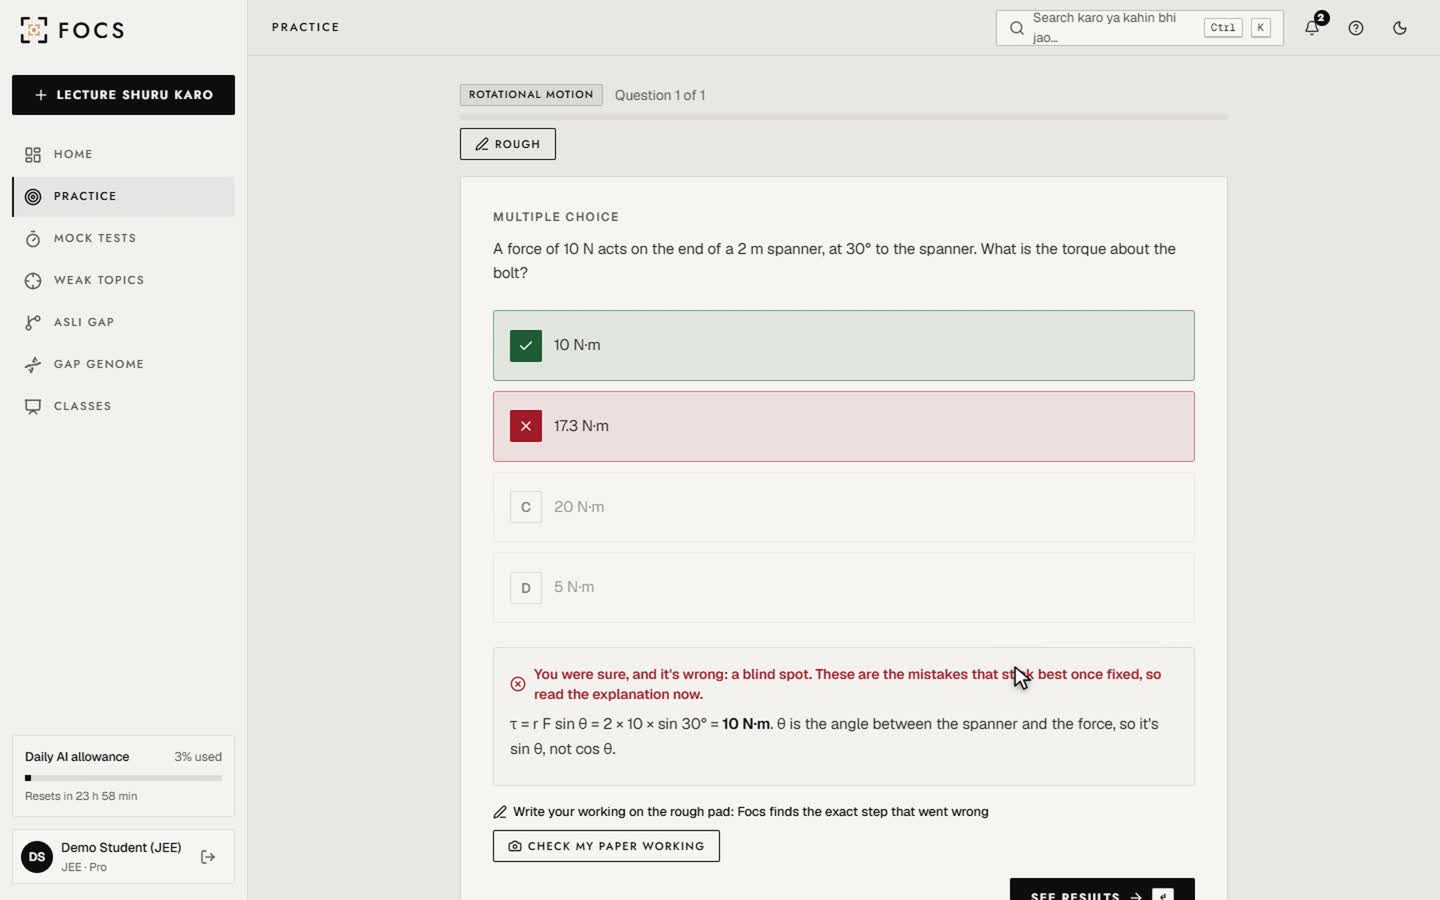 FOCS
PRACTICE
Search karo ya kahin bhi
jao...
Ctrl
K
2
LECTURE SHURU KARO
HOME
PRACTICE
MOCK TESTS
WEAK TOPICS
ASLI GAP
GAP GENOME
CLASSES
ROTATIONAL MOTION
Question 1 of 1
ROUGH
MULTIPLE CHOICE
A force of 10 N acts on the end of a 2 m spanner, at 30° to the spanner. What is the torque about the
bolt?
10 N·m
17.3 N·m
C
20 N·m
D
5 N·m
You were sure, and it's wrong: a blind spot. These are the mistakes that stick best once fixed, so
read the explanation now.
τ = r F sin θ = 2 × 10 × sin 30° = 10 N·m. θ is the angle between the spanner and the force, so it's
sin θ, not cos θ.
Write your working on the rough pad: Focs finds the exact step that went wrong
CHECK MY PAPER WORKING
SEE RESULTS
Daily AI allowance
3% used
Resets in 23 h 58 min
DS
Demo Student (JEE)
JEE · Pro